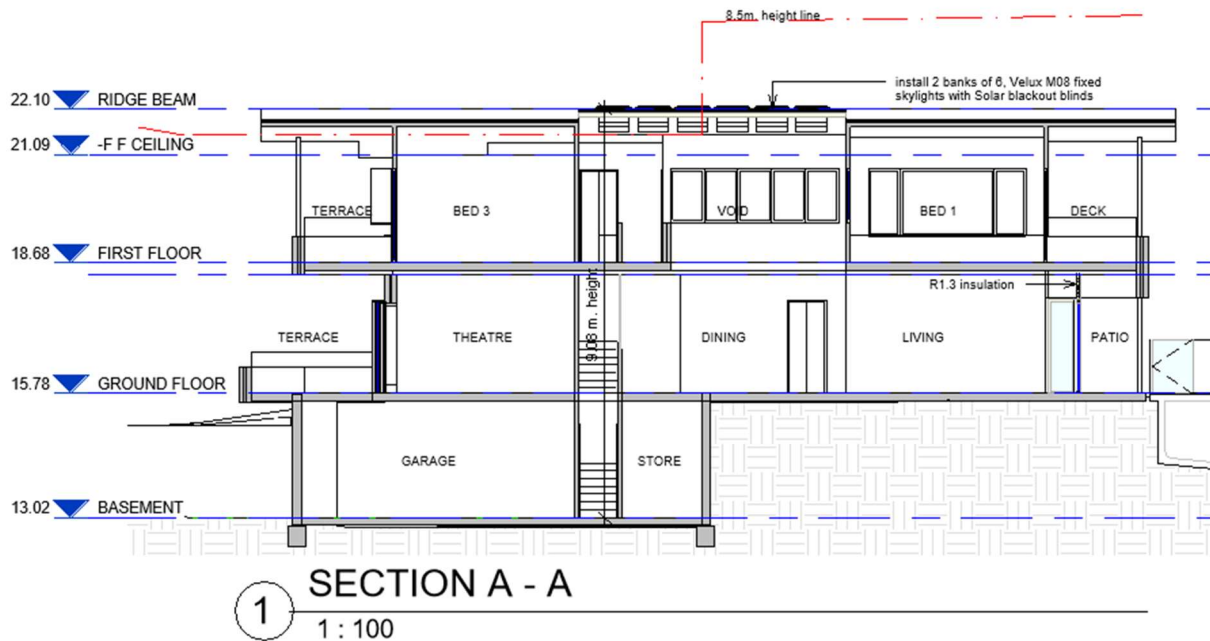 8.5m. height line
install 2 banks of 6, Velux M08 fixed
skylights with Solar blackout blinds
22.10 RIDGE BEAM
21.09 -F F CEILING
TERRACE BED 3 VOID BED 1 DECK
18.68 FIRST FLOOR
R1.3 insulation
9.08 m. height
TERRACE THEATRE DINING LIVING PATIO
15.78 GROUND FLOOR
GARAGE STORE
13.02 BASEMENT
1 SECTION A - A
1 : 100